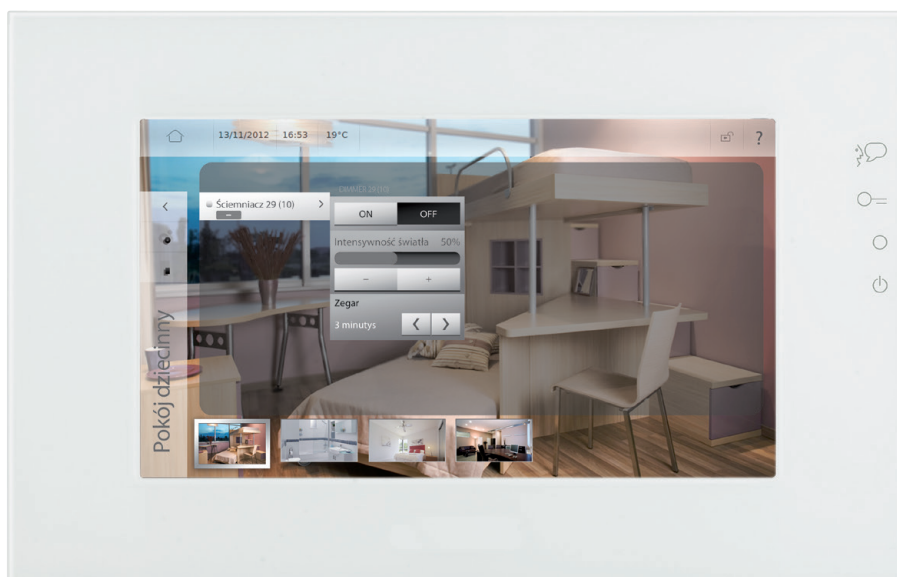 13/11/2012 16:53 19°C ?
Ściemniacz 29 (10)
ON OFF
Intensywność światła 50%
- +
Zegar
3 minutys
Pokój dziecinny